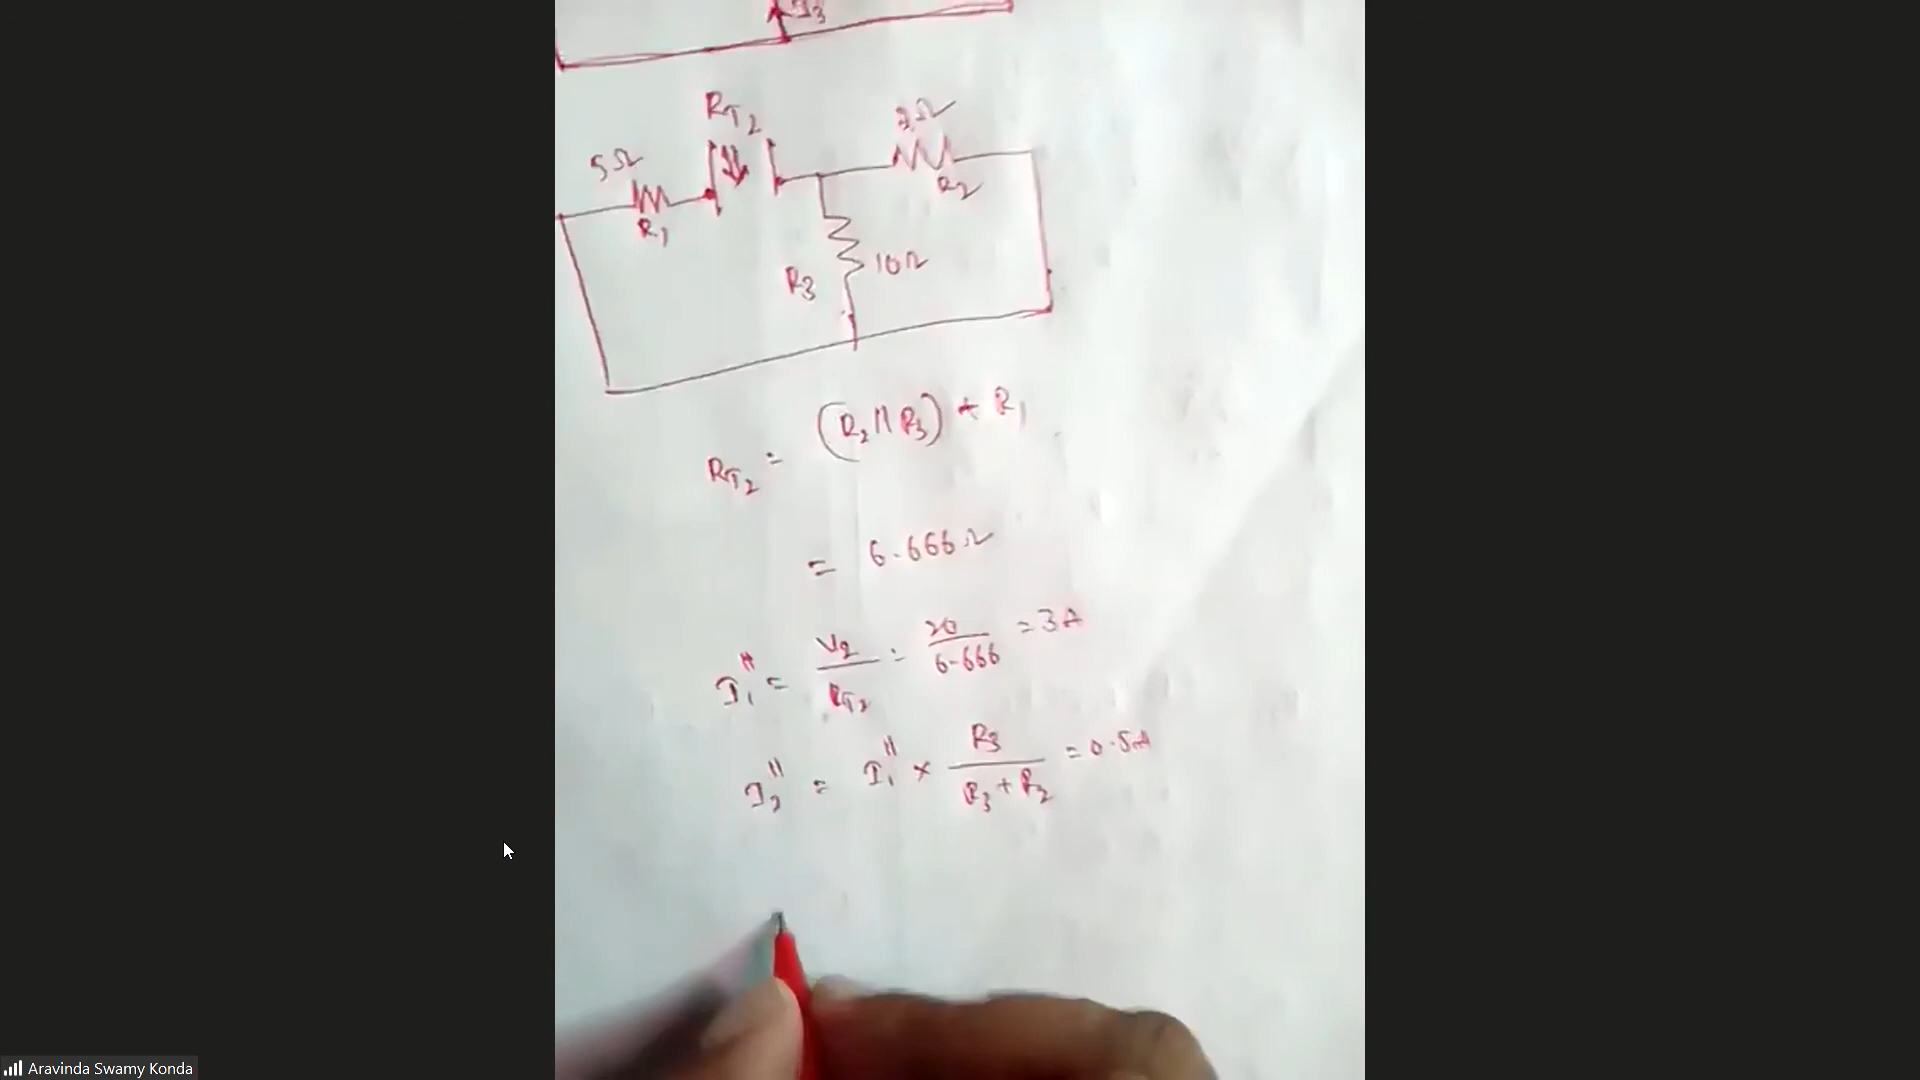 I3
RT2
5Ω
2Ω
R1
R2
R3
10Ω
RT2 = (R2 || R3) + R1
= 6.666Ω
I1'' = V2/RT2 = 20/6.666 = 3A
I2'' = I1'' × R3/(R3 + R2) = 0.5A
Aravinda Swamy Konda